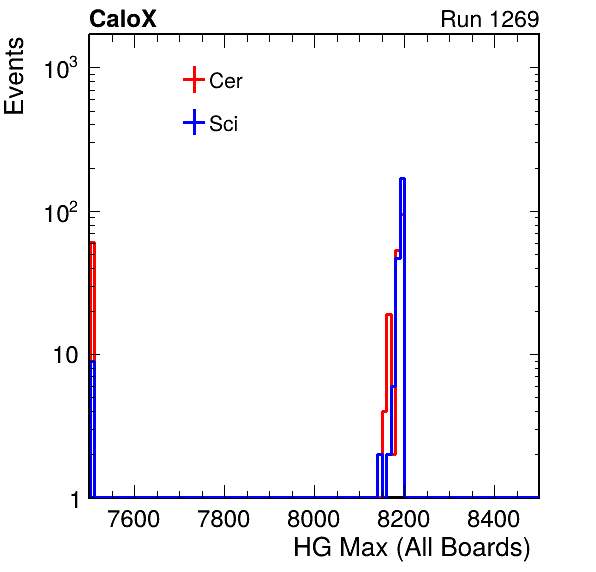 CaloX Run 1269
Events
10³
10²
10
1
Cer
Sci
7600 7800 8000 8200 8400
HG Max (All Boards)